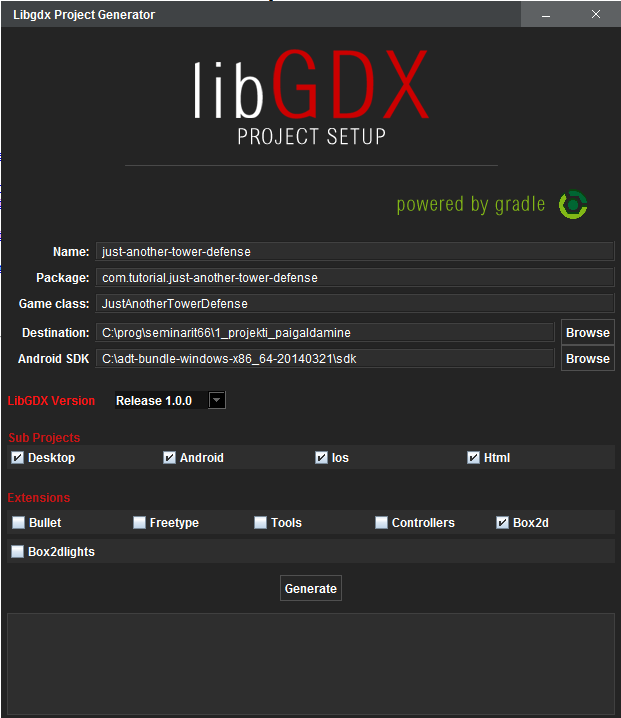 Libgdx Project Generator
libGDX
PROJECT SETUP
powered by gradle
Name: just-another-tower-defense
Package: com.tutorial.just-another-tower-defense
Game class: JustAnotherTowerDefense
Destination: C:\prog\seminarit66\1_projekti_paigaldamine Browse
Android SDK C:\adt-bundle-windows-x86_64-20140321\sdk Browse
LibGDX Version Release 1.0.0
Sub Projects
Desktop Android Ios Html
Extensions
Bullet Freetype Tools Controllers Box2d
Box2dlights
Generate